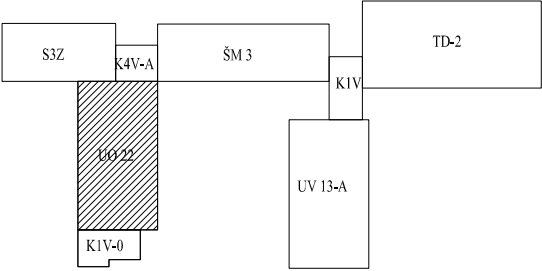 S3Z
K4V-A
ŠM 3
TD-2
K1V
UO 22
UV 13-A
K1V-0